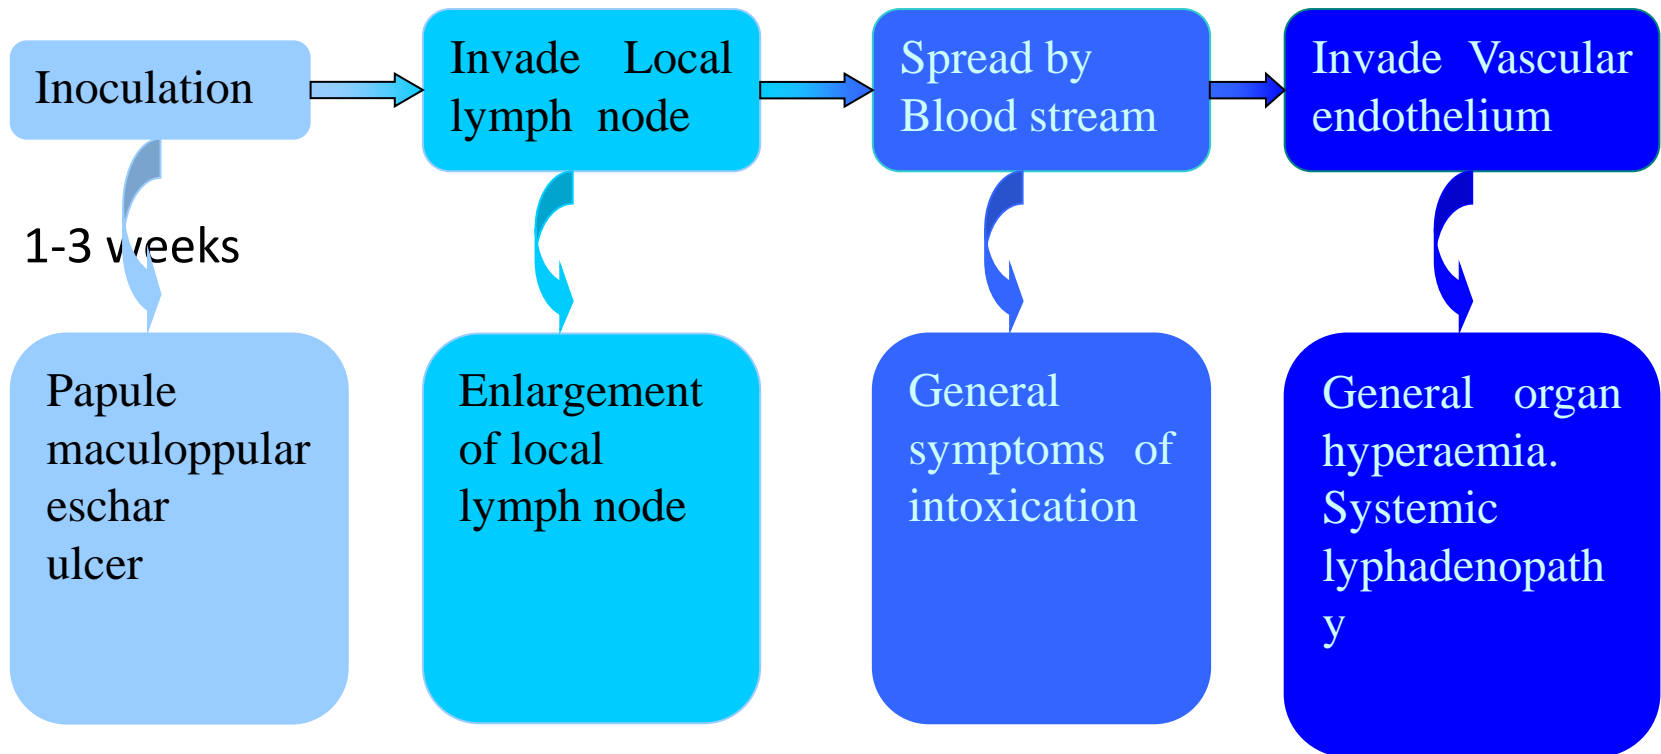 Inoculation
Invade Local
lymph node
Spread by
Blood stream
Invade Vascular
endothelium
1-3 weeks
Papule
maculoppular
eschar
ulcer
Enlargement
of local
lymph node
General
symptoms of
intoxication
General organ
hyperaemia.
Systemic
lyphadenopath
y